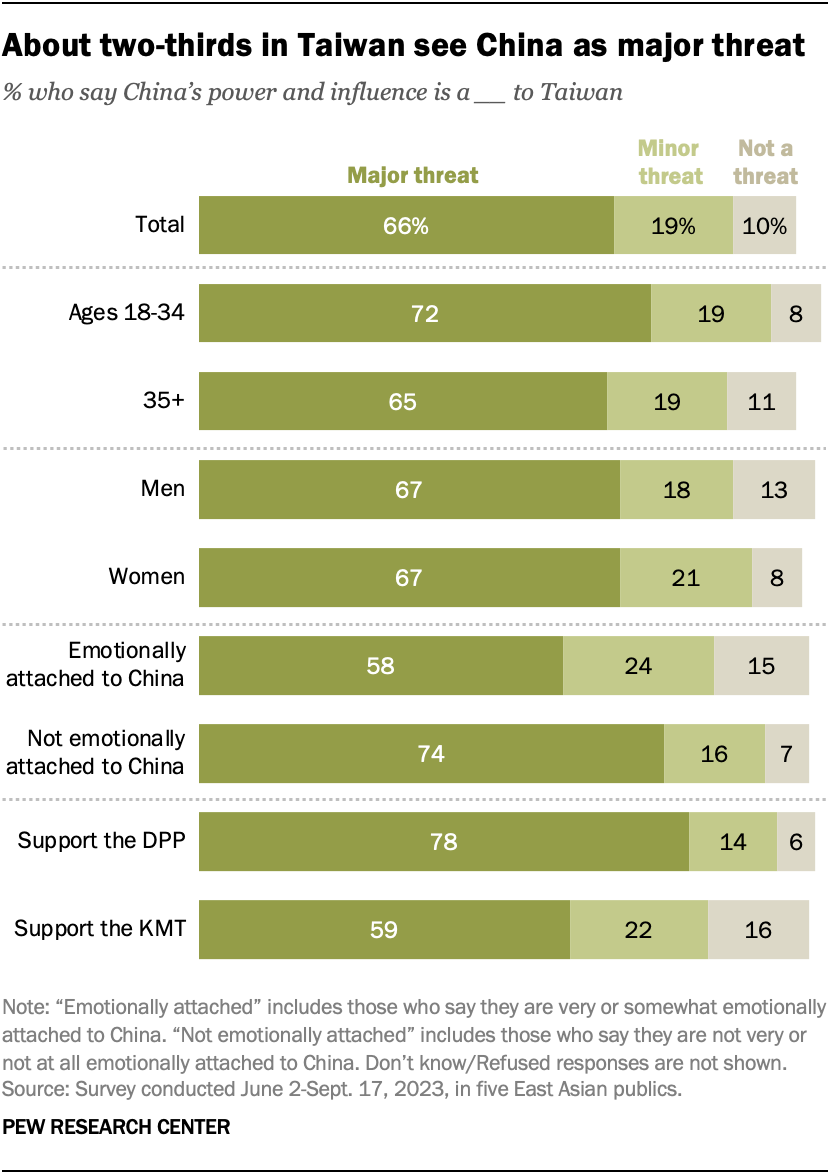 About two-thirds in Taiwan see China as major threat
% who say China's power and influence is a __ to Taiwan
Major threat
Minor threat
Not a threat
Total 66% 19% 10%
Ages 18-34 72 19 8
35+ 65 19 11
Men 67 18 13
Women 67 21 8
Emotionally
attached to China 58 24 15
Not emotionally
attached to China 74 16 7
Support the DPP 78 14 6
Support the KMT 59 22 16
Note: “Emotionally attached” includes those who say they are very or somewhat emotionally
attached to China. “Not emotionally attached” includes those who say they are not very or
not at all emotionally attached to China. Don’t know/Refused responses are not shown.
Source: Survey conducted June 2-Sept. 17, 2023, in five East Asian publics.
PEW RESEARCH CENTER